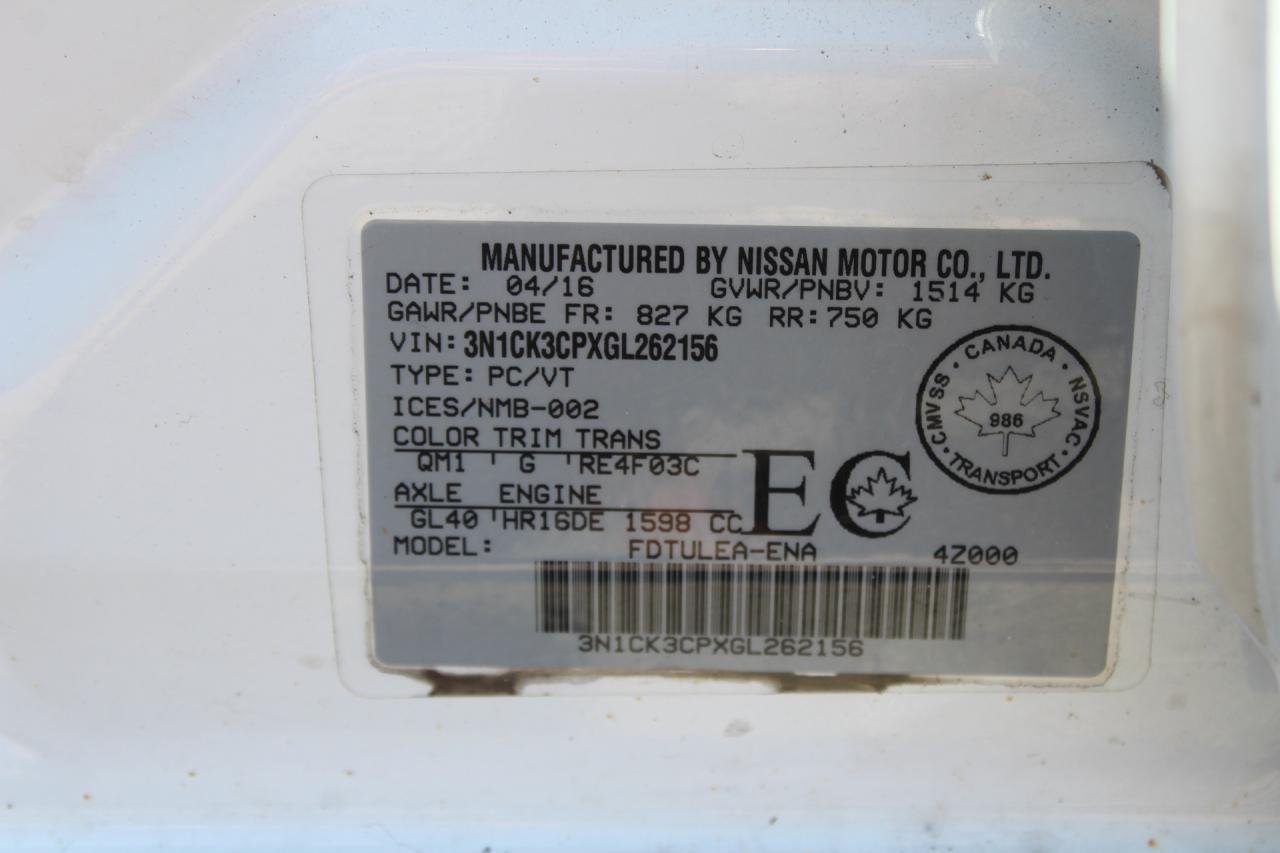 MANUFACTURED BY NISSAN MOTOR CO., LTD.
DATE: 04/16 GVWR/PNBV: 1514 KG
GAWR/PNBE FR: 827 KG RR: 750 KG
VIN: 3N1CK3CPXGL262156
TYPE: PC/VT
ICES/NMB-002
COLOR TRIM TRANS
QM1 G RE4F03C
AXLE ENGINE
GL40 HR16DE 1598 CC
MODEL: FDTULEA-ENA 4Z000
EC
CMVSS · CANADA · NSVAC · TRANSPORT ·
986
3N1CK3CPXGL262156